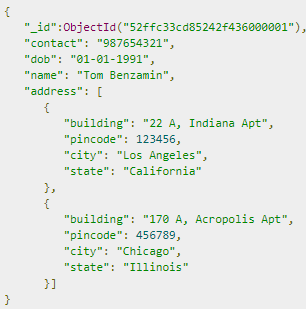 {
   "_id":ObjectId("52ffc33cd85242f436000001"),
   "contact": "987654321",
   "dob": "01-01-1991",
   "name": "Tom Benzamin",
   "address": [
      {
         "building": "22 A, Indiana Apt",
         "pincode": 123456,
         "city": "Los Angeles",
         "state": "California"
      },
      {
         "building": "170 A, Acropolis Apt",
         "pincode": 456789,
         "city": "Chicago",
         "state": "Illinois"
      }]
}